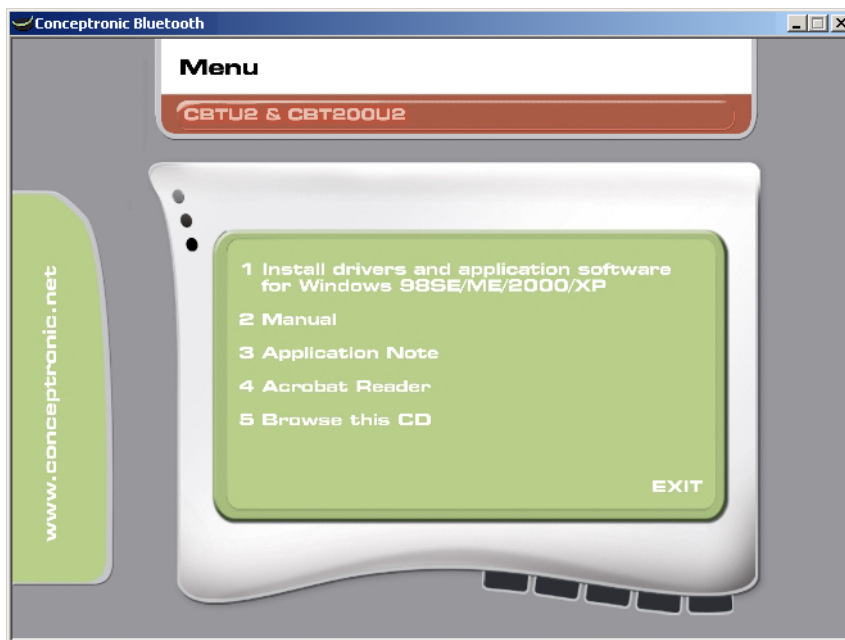 Conceptronic Bluetooth
Menu
CBTU2 & CBT200U2
www.conceptronic.net
1 Install drivers and application software
for Windows 98SE/ME/2000/XP
2 Manual
3 Application Note
4 Acrobat Reader
5 Browse this CD
EXIT